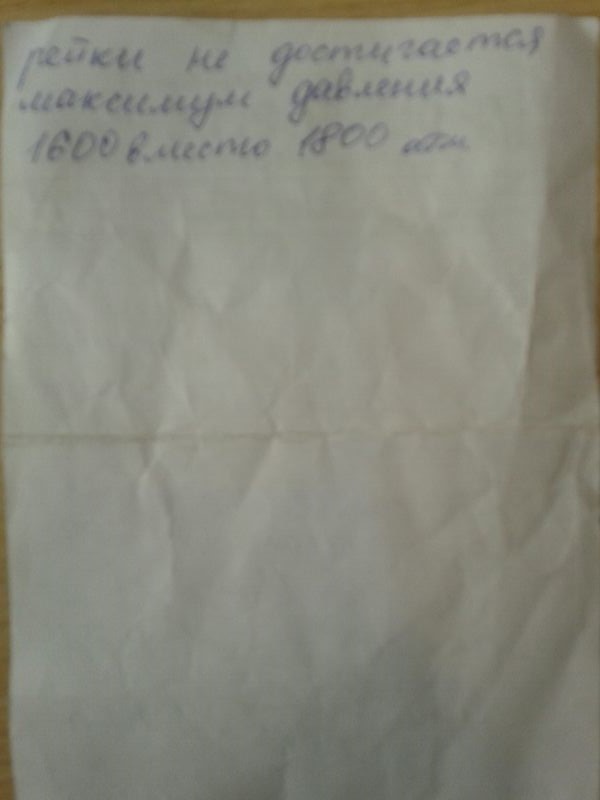 рейки не достигается
максимум давления
1600 вместо 1800 атм